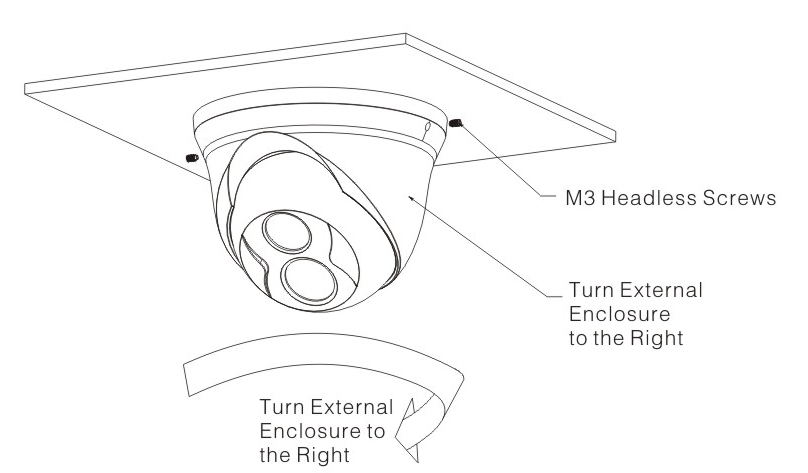 M3 Headless Screws
Turn External
Enclosure
to the Right
Turn External
Enclosure to
the Right